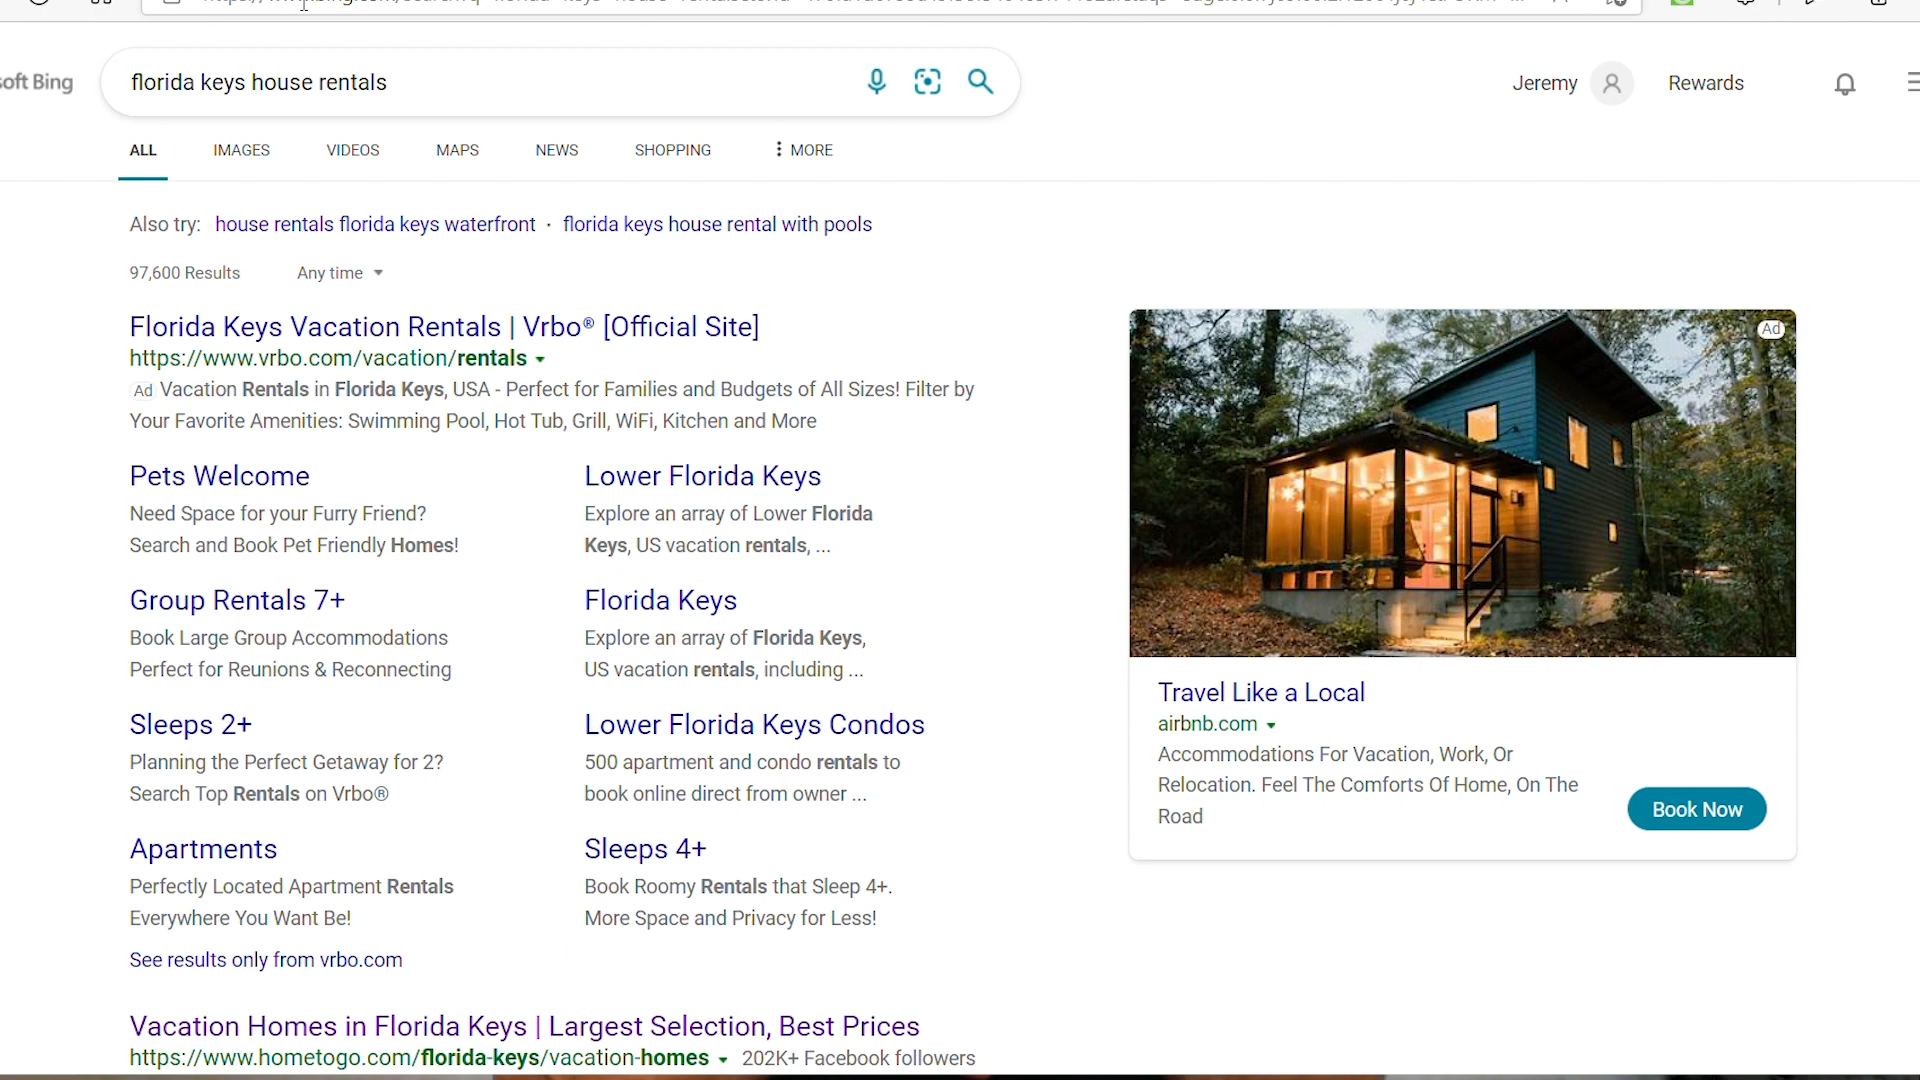 soft Bing
florida keys house rentals
Jeremy
Rewards
ALL
IMAGES
VIDEOS
MAPS
NEWS
SHOPPING
MORE
Also try: house rentals florida keys waterfront · florida keys house rental with pools
97,600 Results
Any time
Florida Keys Vacation Rentals | Vrbo® [Official Site]
https://www.vrbo.com/vacation/rentals
Ad Vacation Rentals in Florida Keys, USA - Perfect for Families and Budgets of All Sizes! Filter by
Your Favorite Amenities: Swimming Pool, Hot Tub, Grill, WiFi, Kitchen and More
Pets Welcome
Need Space for your Furry Friend?
Search and Book Pet Friendly Homes!
Lower Florida Keys
Explore an array of Lower Florida
Keys, US vacation rentals, ...
Group Rentals 7+
Book Large Group Accommodations
Perfect for Reunions & Reconnecting
Florida Keys
Explore an array of Florida Keys,
US vacation rentals, including ...
Sleeps 2+
Planning the Perfect Getaway for 2?
Search Top Rentals on Vrbo®
Lower Florida Keys Condos
500 apartment and condo rentals to
book online direct from owner ...
Apartments
Perfectly Located Apartment Rentals
Everywhere You Want Be!
Sleeps 4+
Book Roomy Rentals that Sleep 4+.
More Space and Privacy for Less!
See results only from vrbo.com
Vacation Homes in Florida Keys | Largest Selection, Best Prices
https://www.hometogo.com/florida-keys/vacation-homes
202K+ Facebook followers
Ad
Travel Like a Local
airbnb.com
Accommodations For Vacation, Work, Or
Relocation. Feel The Comforts Of Home, On The
Road
Book Now